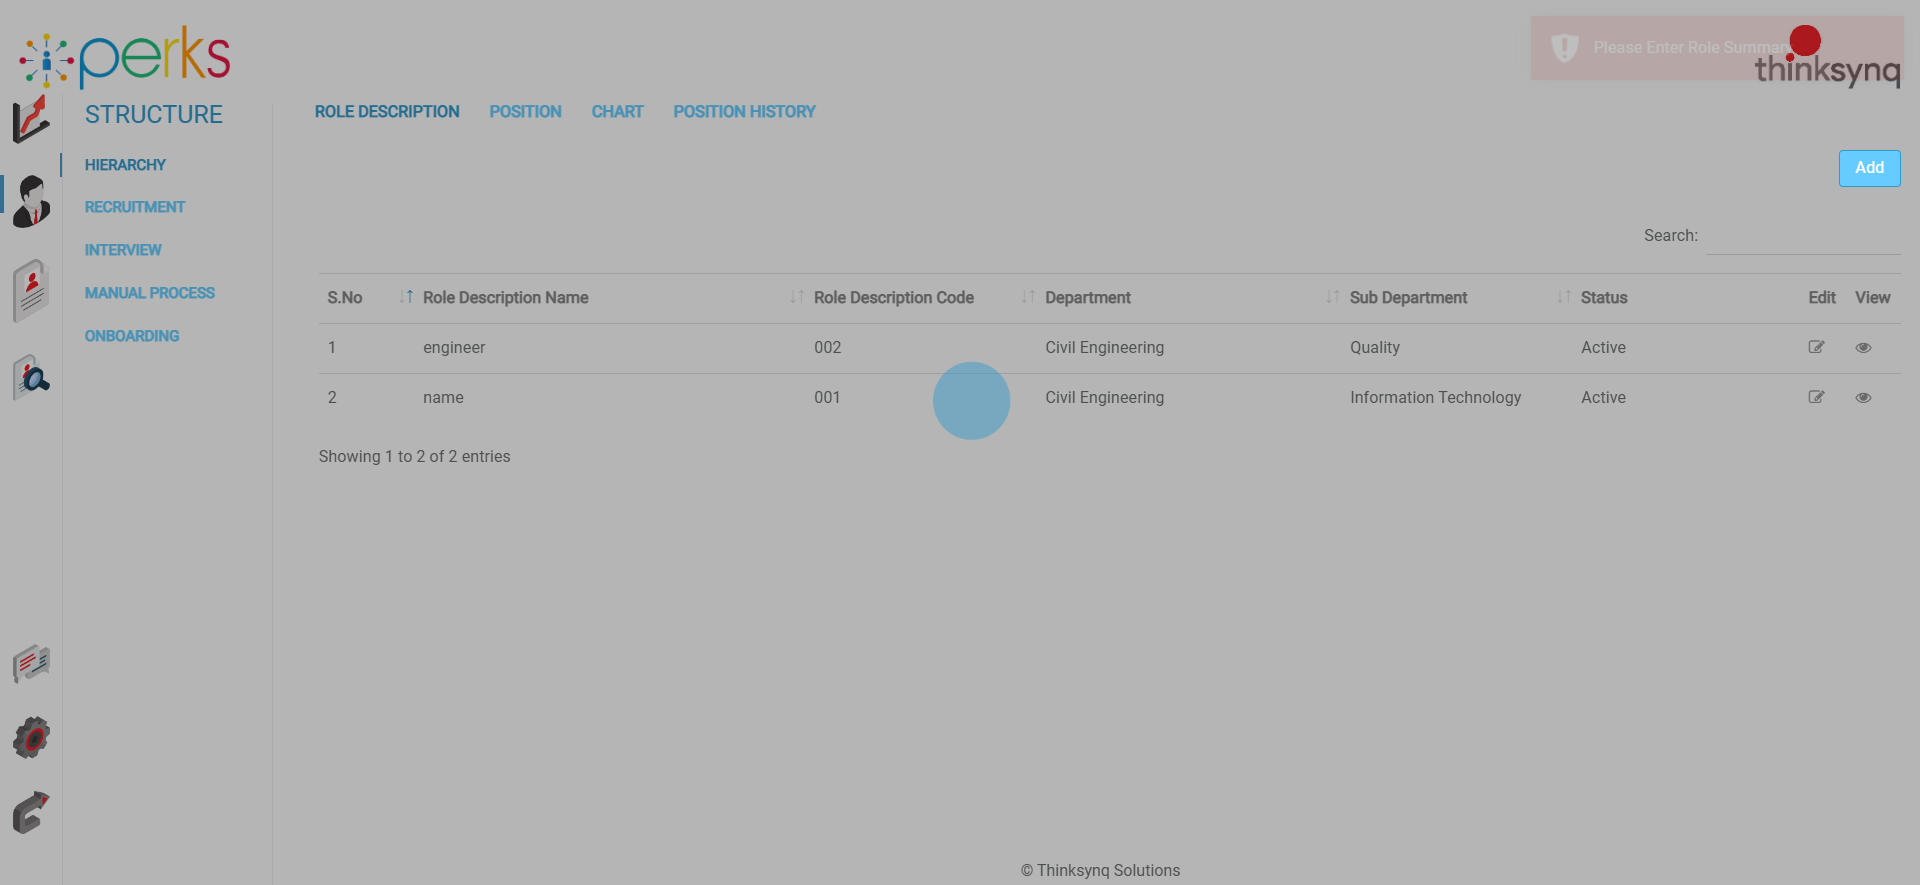 perks
Please Enter Role Summary
thinksynq
STRUCTURE
HIERARCHY
RECRUITMENT
INTERVIEW
MANUAL PROCESS
ONBOARDING
ROLE DESCRIPTION POSITION CHART POSITION HISTORY
Add
Search:
S.No Role Description Name Role Description Code Department Sub Department Status Edit View
1 engineer 002 Civil Engineering Quality Active
2 name 001 Civil Engineering Information Technology Active
Showing 1 to 2 of 2 entries
© Thinksynq Solutions